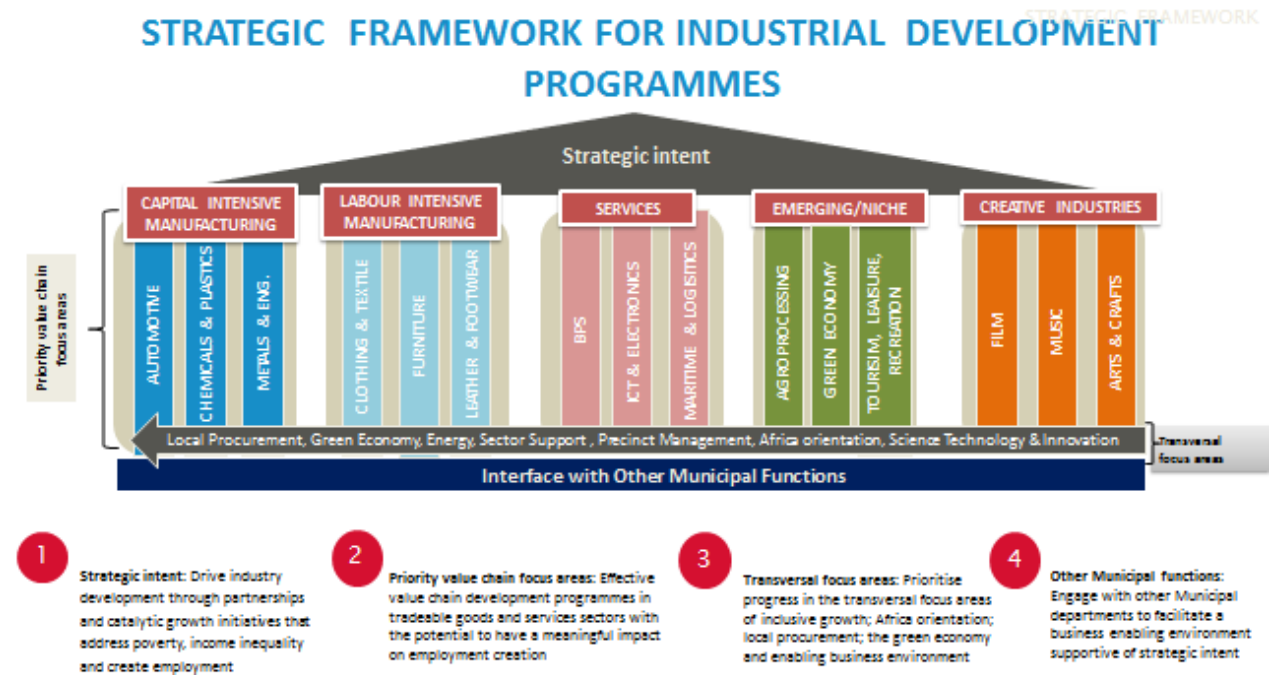 STRATEGIC FRAMEWORK
STRATEGIC FRAMEWORK FOR INDUSTRIAL DEVELOPMENT
PROGRAMMES
Strategic intent
CAPITAL INTENSIVE
MANUFACTURING
LABOUR INTENSIVE
MANUFACTURING
SERVICES
EMERGING/NICHE
CREATIVE INDUSTRIES
Priority value chain
focus areas
AUTOMOTIVE
CHEMICALS & PLASTICS
METALS & ENG.
CLOTHING & TEXTILE
FURNITURE
LEATHER & FOOTWEAR
BPS
ICT & ELECTRONICS
MARITIME & LOGISTICS
AGROPROCESSING
GREEN ECONOMY
TOURISIM, LEAISURE,
RECREATION
FILM
MUSIC
ARTS & CRAFTS
Local Procurement, Green Economy, Energy, Sector Support , Precinct Management, Africa orientation, Science Technology & Innovation
Transversal
focus areas
Interface with Other Municipal Functions
1
Strategic intent: Drive industry
development through partnerships
and catalytic growth initiatives that
address poverty, income inequality
and create employment
2
Priority value chain focus areas: Effective
value chain development programmes in
tradeable goods and services sectors with
the potential to have a meaningful impact
on employment creation
3
Transversal focus areas: Prioritise
progress in the transversal focus areas
of inclusive growth; Africa orientation;
local procurement; the green economy
and enabling business environment
4
Other Municipal functions:
Engage with other Municipal
departments to facilitate a
business enabling environment
supportive of strategic intent